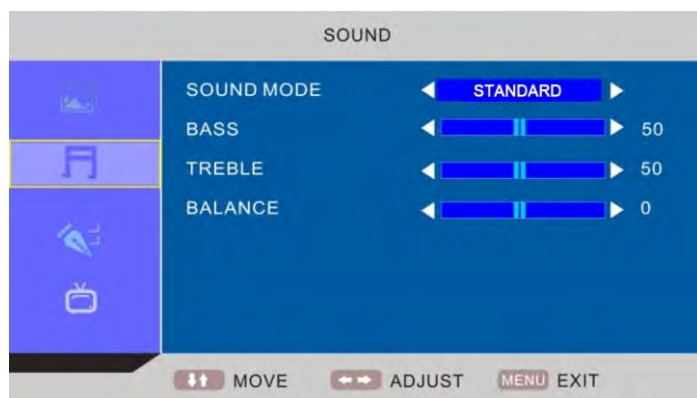 SOUND
SOUND MODE STANDARD
BASS 50
TREBLE 50
BALANCE 0
MOVE ADJUST MENU EXIT